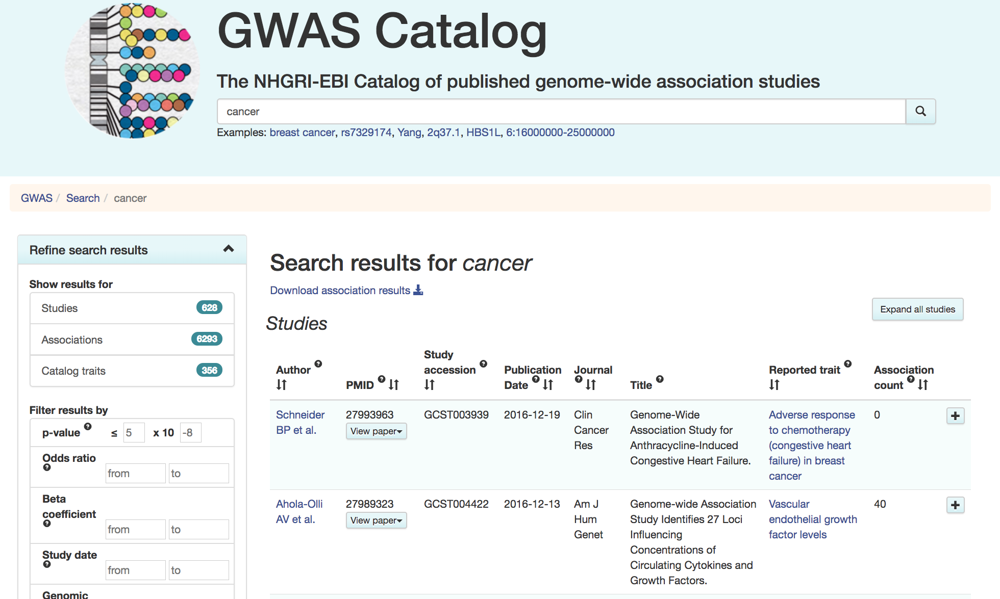 GWAS Catalog
The NHGRI-EBI Catalog of published genome-wide association studies
cancer
Examples: breast cancer, rs7329174, Yang, 2q37.1, HBS1L, 6:16000000-25000000
GWAS / Search / cancer
Refine search results
Show results for
Studies 628
Associations 6293
Catalog traits 356
Filter results by
p-value ? ≤ 5 x 10 -8
Odds ratio
? from to
Beta
coefficient
? from to
Study date
? from to
Genomic
Search results for cancer
Download association results
Expand all studies
Studies
Author ?
PMID ?
Study
accession ?
Publication
Date ?
Journal
?
Title ?
Reported trait ?
Association
count ?
Schneider
BP et al.
27993963
View paper
GCST003939
2016-12-19
Clin
Cancer
Res
Genome-Wide
Association Study for
Anthracycline-Induced
Congestive Heart Failure.
Adverse response
to chemotherapy
(congestive heart
failure) in breast
cancer
0
+
Ahola-Olli
AV et al.
27989323
View paper
GCST004422
2016-12-13
Am J
Hum
Genet
Genome-wide Association
Study Identifies 27 Loci
Influencing
Concentrations of
Circulating Cytokines and
Growth Factors.
Vascular
endothelial growth
factor levels
40
+